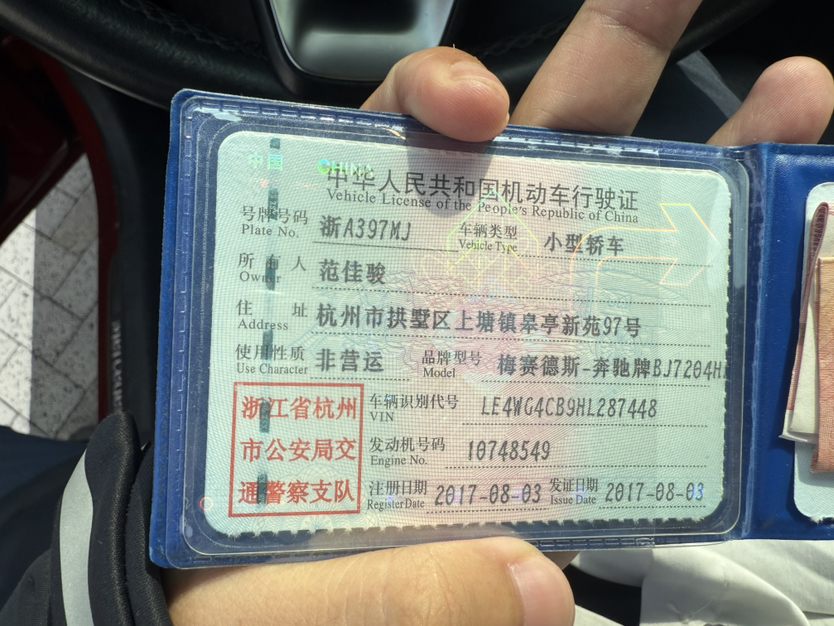 中国 CHINA
中华人民共和国机动车行驶证
Vehicle License of the People's Republic of China
号牌号码 浙A397MJ 车辆类型 小型轿车
Plate No. Vehicle Type
所有人 范佳骏
Owner
住址 杭州市拱墅区上塘镇皋亭新苑97号
Address
使用性质 非营运 品牌型号 梅赛德斯-奔驰牌BJ7204H
Use Character Model
浙江省杭州
市公安局交
通警察支队
车辆识别代号 LE4WG4CB9HL287448
VIN
发动机号码 10748549
Engine No.
注册日期 2017-08-03 发证日期 2017-08-03
Register Date Issue Date